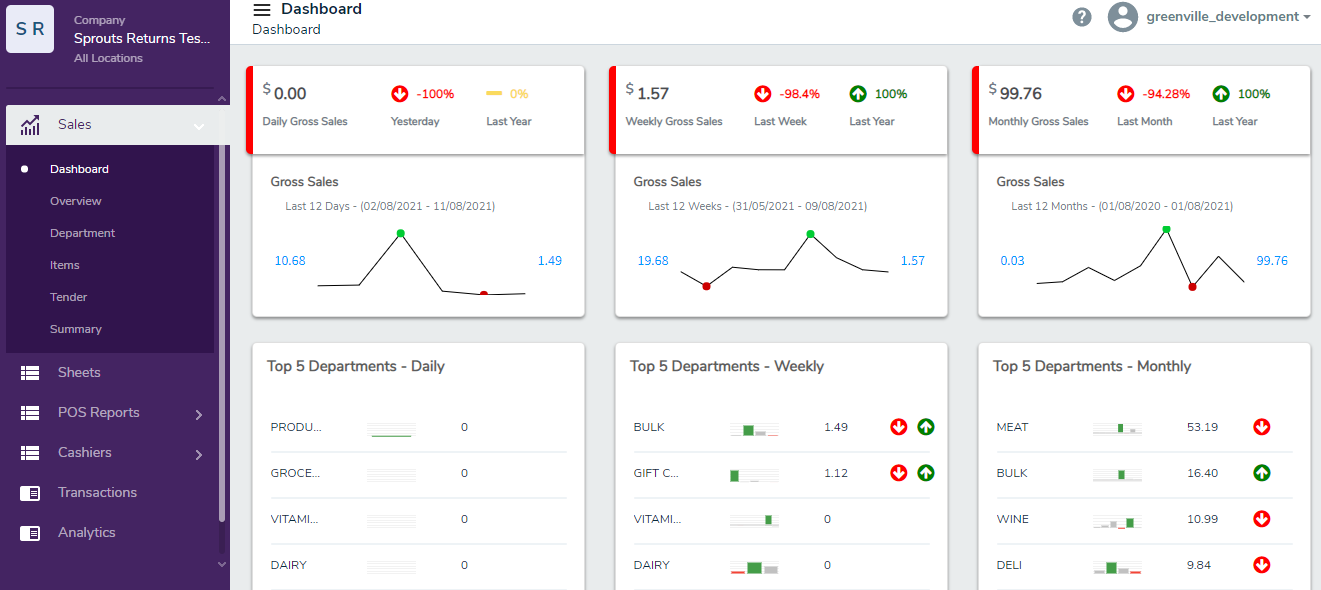 S R
Company
Sprouts Returns Tes...
All Locations
Sales
Dashboard
Overview
Department
Items
Tender
Summary
Sheets
POS Reports
Cashiers
Transactions
Analytics
Dashboard
Dashboard
? greenville_development
$ 0.00 -100% 0%
Daily Gross Sales Yesterday Last Year
Gross Sales
Last 12 Days - (02/08/2021 - 11/08/2021)
10.68 1.49
$ 1.57 -98.4% 100%
Weekly Gross Sales Last Week Last Year
Gross Sales
Last 12 Weeks - (31/05/2021 - 09/08/2021)
19.68 1.57
$ 99.76 -94.28% 100%
Monthly Gross Sales Last Month Last Year
Gross Sales
Last 12 Months - (01/08/2020 - 01/08/2021)
0.03 99.76
Top 5 Departments - Daily
PRODU... 0
GROCE... 0
VITAMI... 0
DAIRY 0
Top 5 Departments - Weekly
BULK 1.49
GIFT C... 1.12
VITAMI... 0
DAIRY 0
Top 5 Departments - Monthly
MEAT 53.19
BULK 16.40
WINE 10.99
DELI 9.84